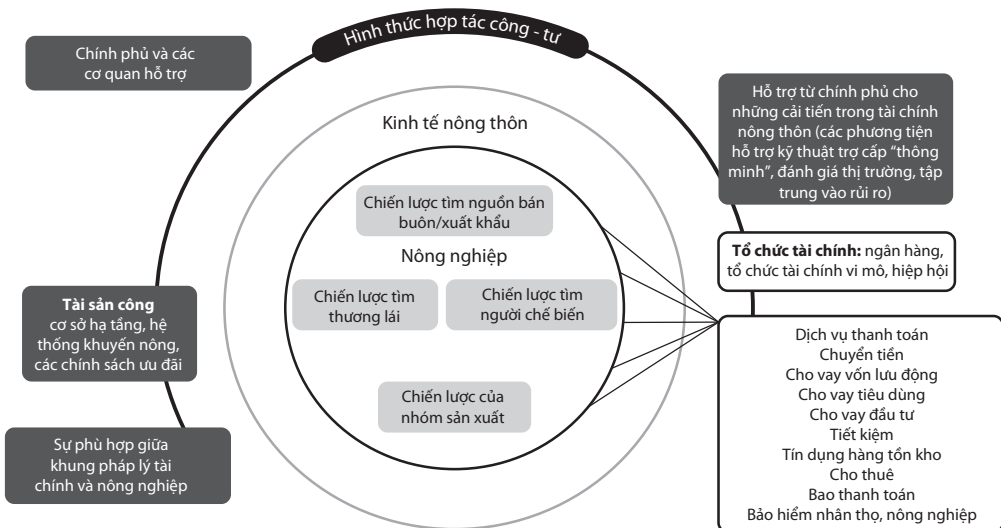 Hình thức hợp tác công - tư
Chính phủ và các
cơ quan hỗ trợ
Hỗ trợ từ chính phủ cho
những cải tiến trong tài chính
nông thôn (các phương tiện
hỗ trợ kỹ thuật trợ cấp “thông
minh”, đánh giá thị trường, tập
trung vào rủi ro)
Kinh tế nông thôn
Chiến lược tìm nguồn bán
buôn/xuất khẩu
Nông nghiệp
Chiến lược tìm
thương lái
Chiến lược tìm
người chế biến
Chiến lược của
nhóm sản xuất
Tổ chức tài chính: ngân hàng,
tổ chức tài chính vi mô, hiệp hội
Tài sản công
cơ sở hạ tầng, hệ
thống khuyến nông,
các chính sách ưu đãi
Sự phù hợp giữa
khung pháp lý tài
chính và nông nghiệp
Dịch vụ thanh toán
Chuyển tiền
Cho vay vốn lưu động
Cho vay tiêu dùng
Cho vay đầu tư
Tiết kiệm
Tín dụng hàng tồn kho
Cho thuê
Bao thanh toán
Bảo hiểm nhân thọ, nông nghiệp